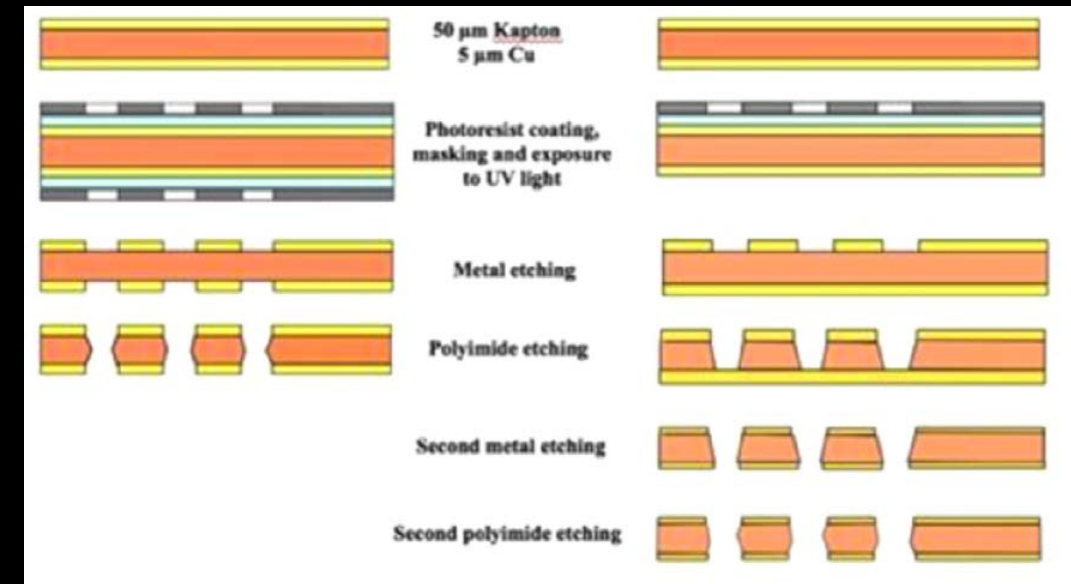 50 µm Kapton
5 µm Cu
Photoresist coating,
masking and exposure
to UV light
Metal etching
Polyimide etching
Second metal etching
Second polyimide etching